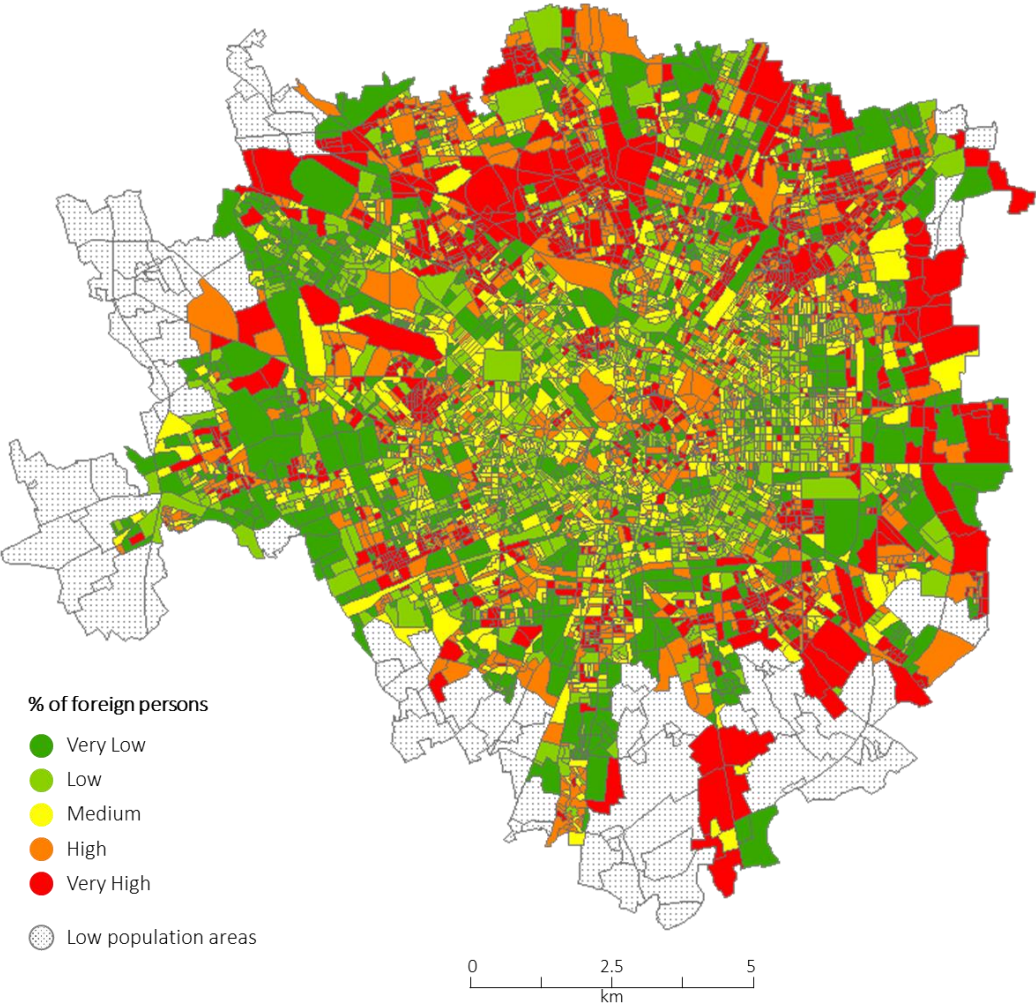 % of foreign persons
Very Low
Low
Medium
High
Very High
Low population areas
0 2.5 5
km